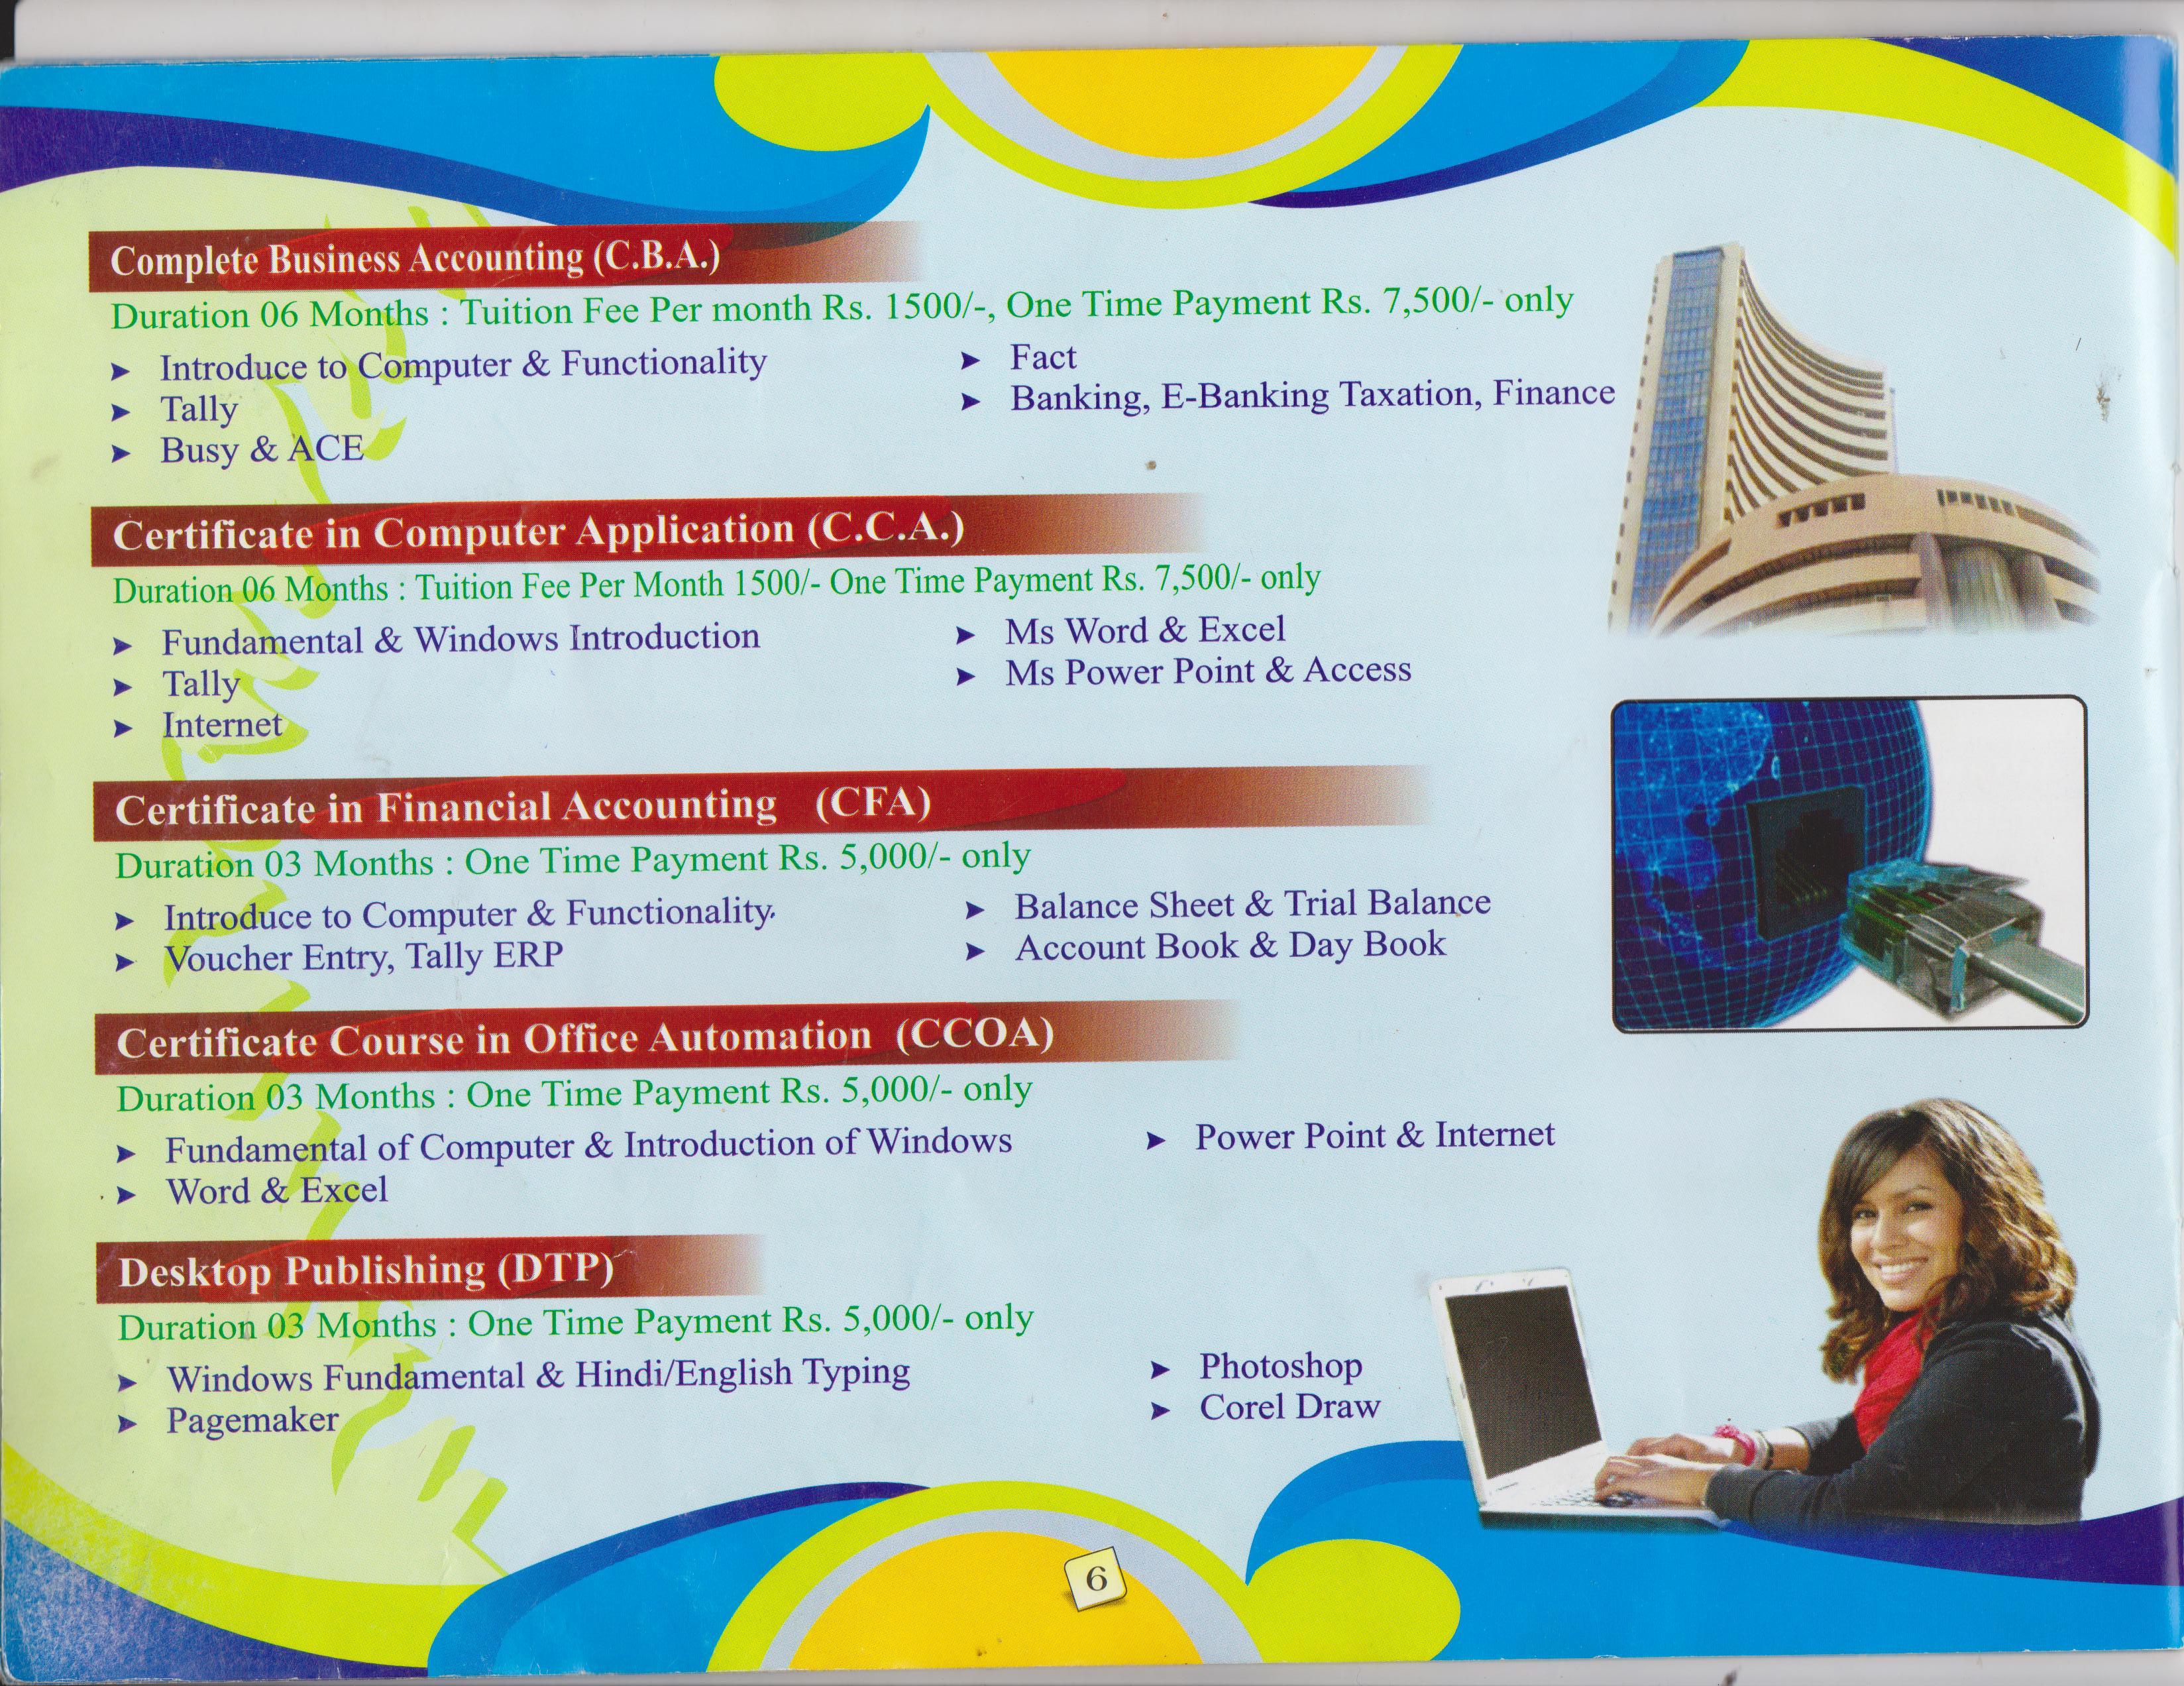 Complete Business Accounting (C.B.A.)
Duration 06 Months : Tuition Fee Per month Rs. 1500/-, One Time Payment Rs. 7,500/- only
➤ Introduce to Computer & Functionality
➤ Tally
➤ Busy & ACE
➤ Fact
➤ Banking, E-Banking Taxation, Finance
Certificate in Computer Application (C.C.A.)
Duration 06 Months : Tuition Fee Per Month 1500/- One Time Payment Rs. 7,500/- only
➤ Fundamental & Windows Introduction
➤ Tally
➤ Internet
➤ Ms Word & Excel
➤ Ms Power Point & Access
Certificate in Financial Accounting (CFA)
Duration 03 Months : One Time Payment Rs. 5,000/- only
➤ Introduce to Computer & Functionality
➤ Voucher Entry, Tally ERP
➤ Balance Sheet & Trial Balance
➤ Account Book & Day Book
Certificate Course in Office Automation (CCOA)
Duration 03 Months : One Time Payment Rs. 5,000/- only
➤ Fundamental of Computer & Introduction of Windows
➤ Word & Excel
➤ Power Point & Internet
Desktop Publishing (DTP)
Duration 03 Months : One Time Payment Rs. 5,000/- only
➤ Windows Fundamental & Hindi/English Typing
➤ Pagemaker
➤ Photoshop
➤ Corel Draw
6